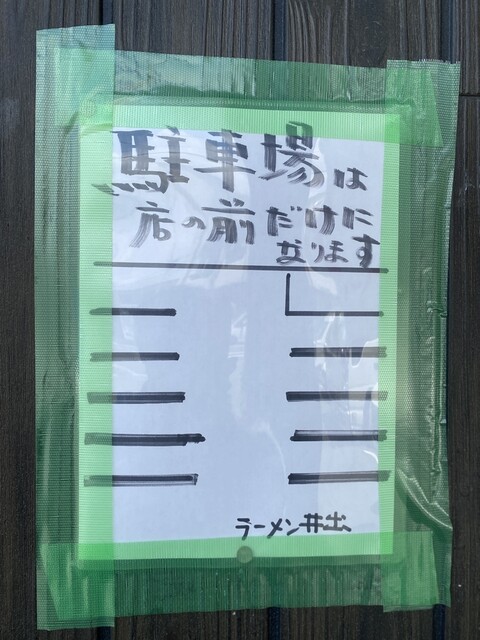 駐車場は
店の前だけに
なります
ラーメン井出